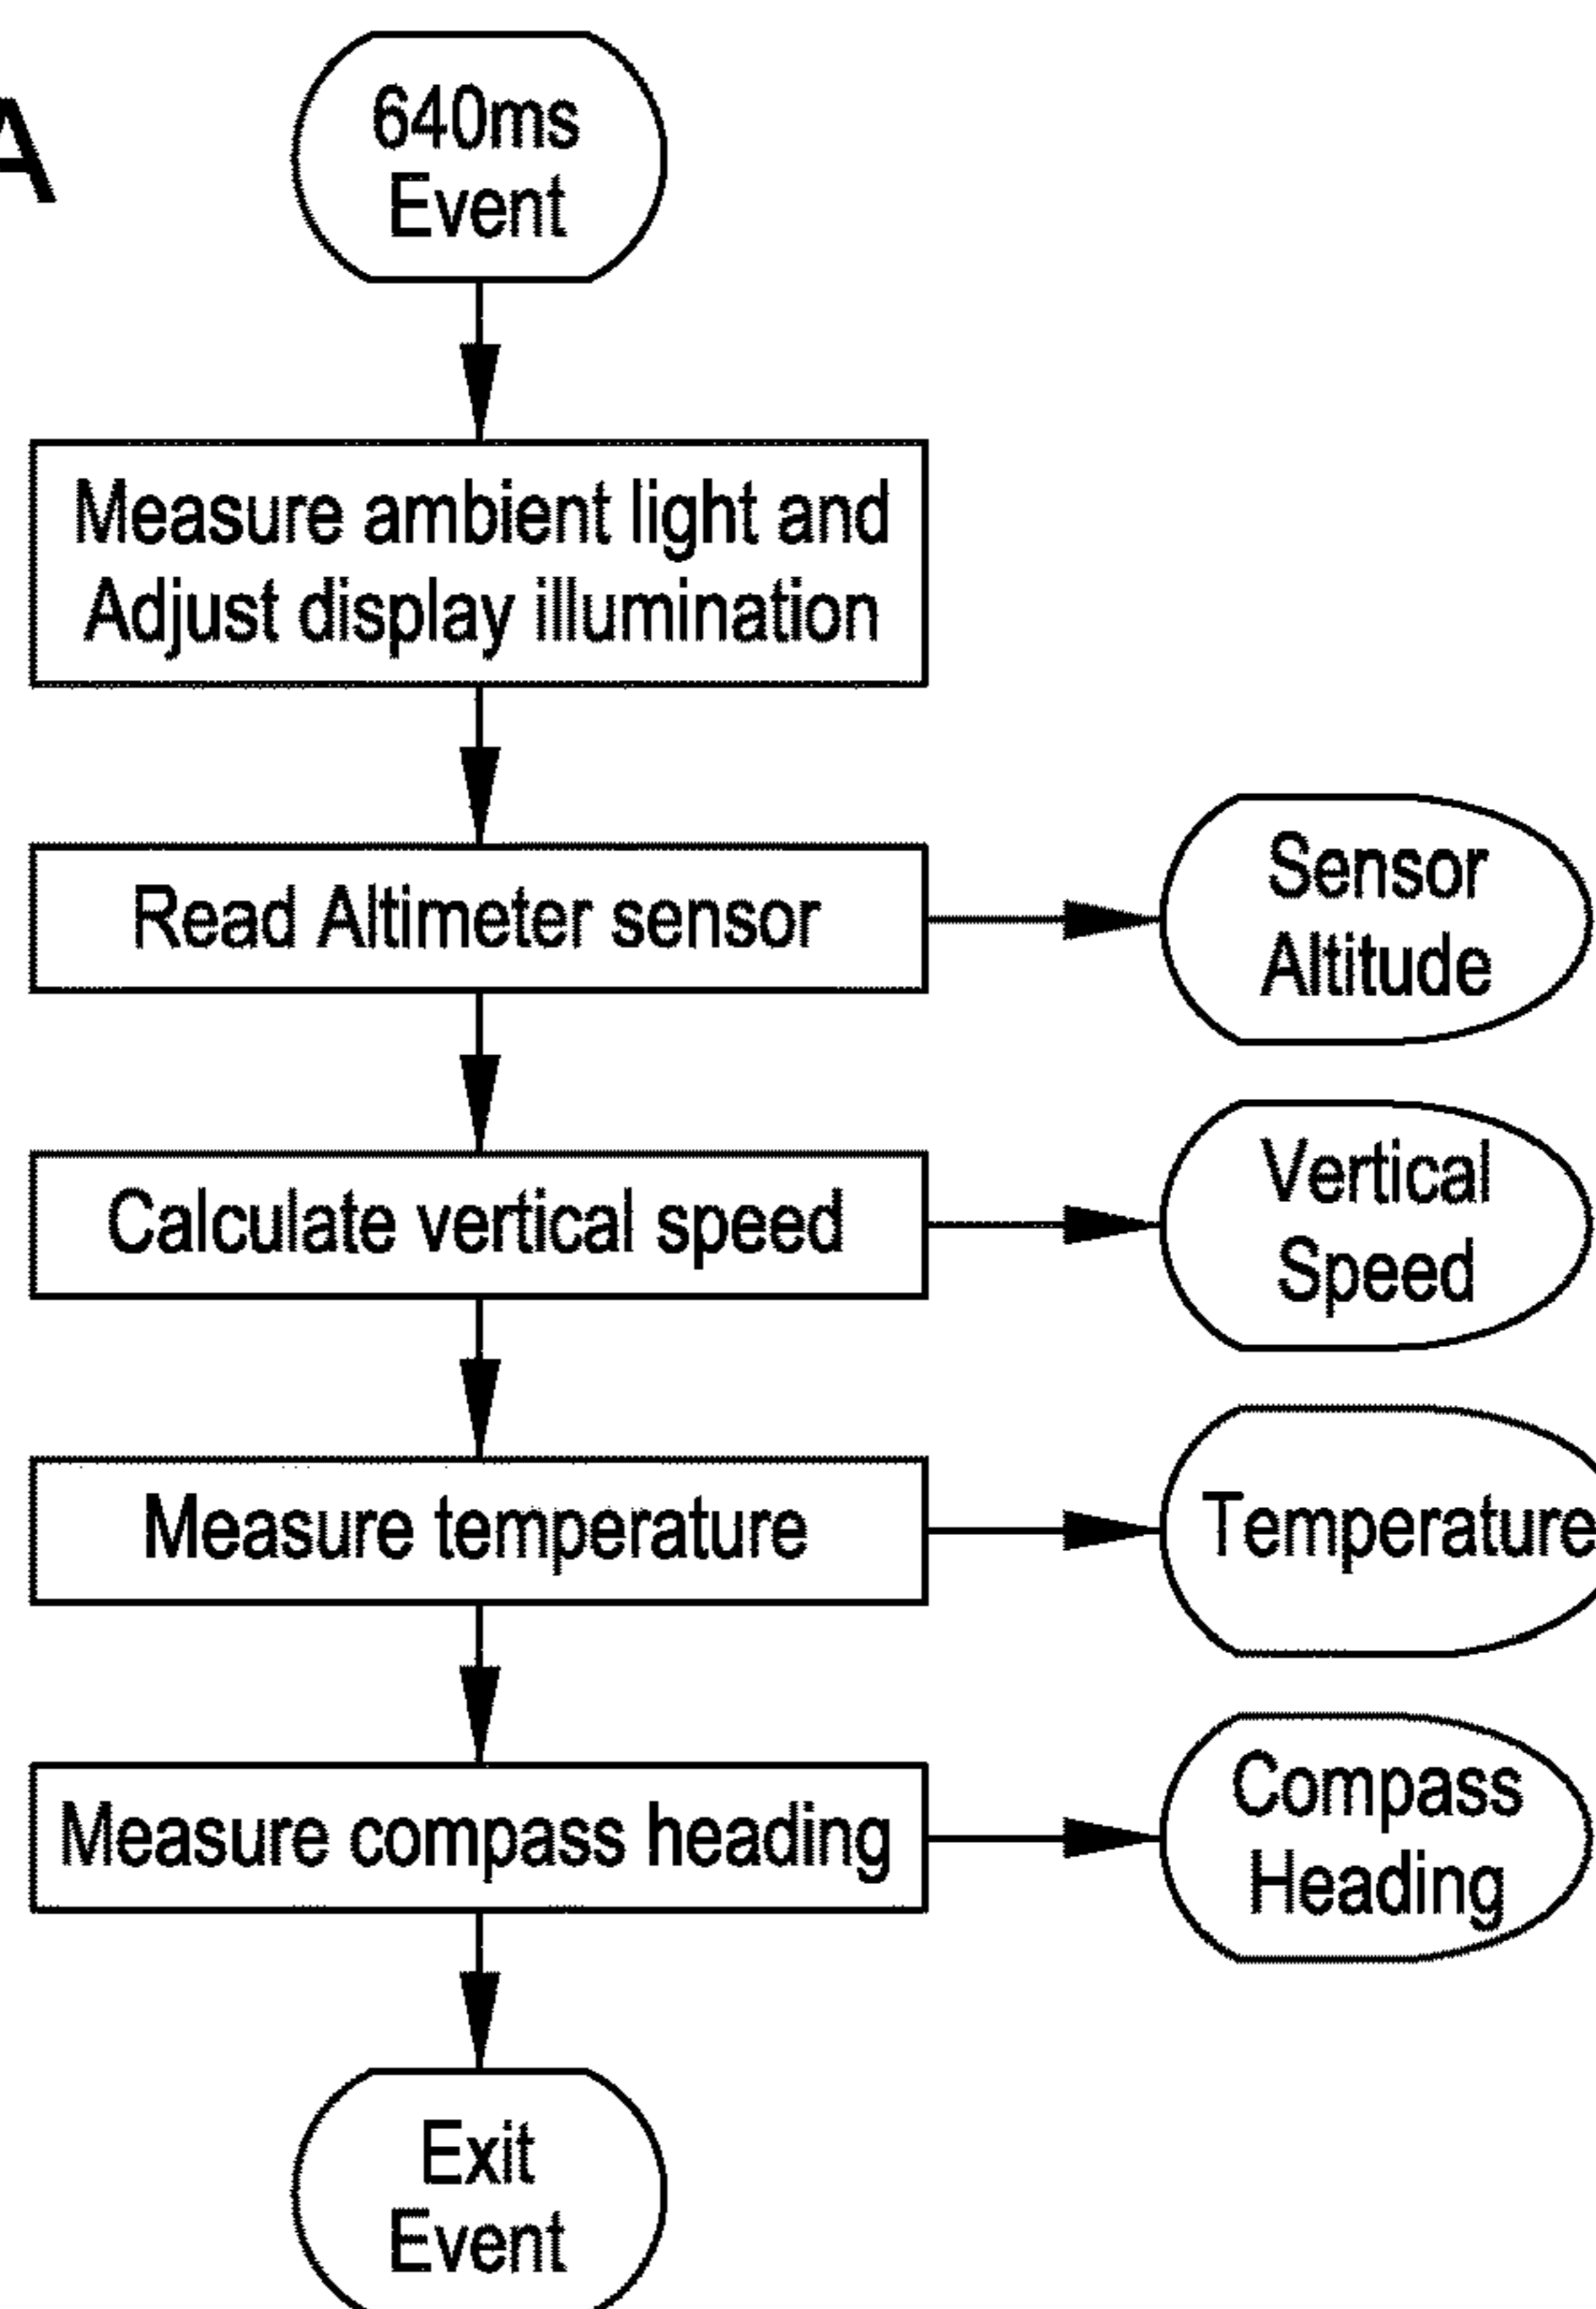 A
640ms
Event
Measure ambient light and
Adjust display illumination
Read Altimeter sensor
Sensor
Altitude
Calculate vertical speed
Vertical
Speed
Measure temperature
Temperature
Measure compass heading
Compass
Heading
Exit
Event